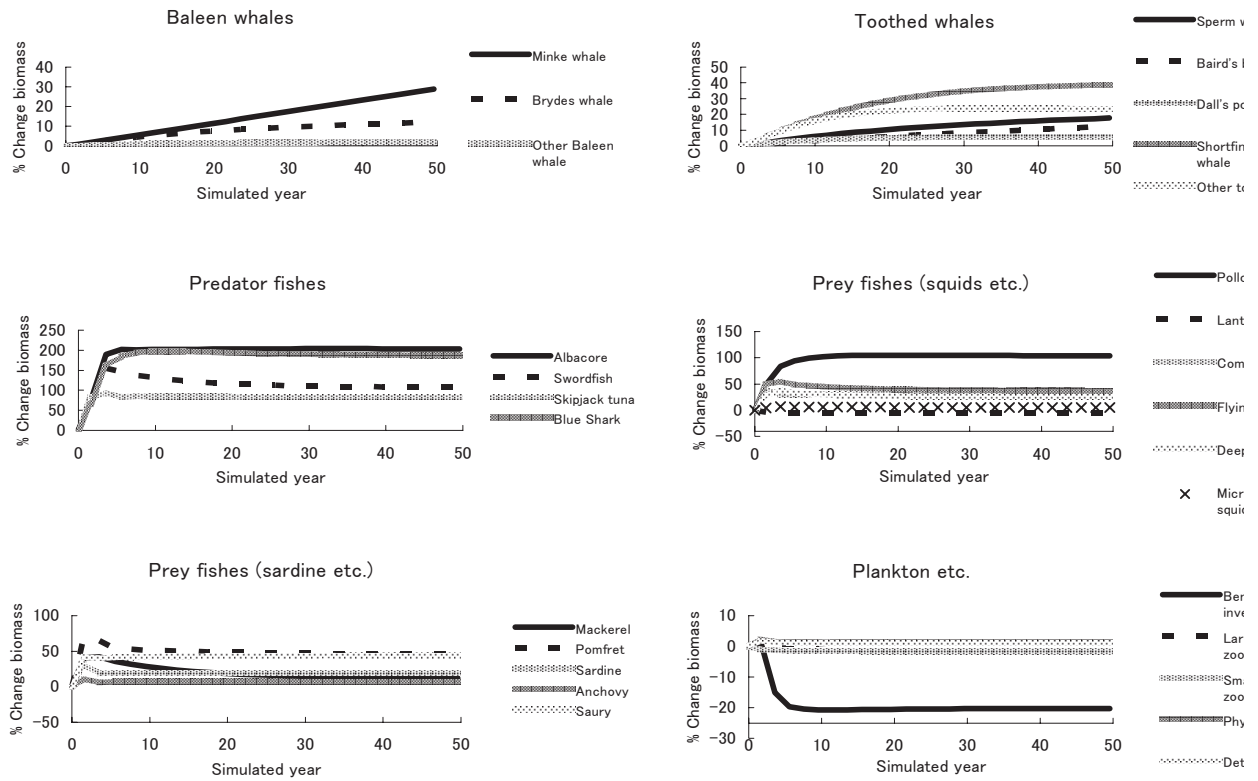 Baleen whales
% Change biomass
40
30
20
10
0
0 10 20 30 40 50
Simulated year
Minke whale
Brydes whale
Other Baleen
whale
Toothed whales
% Change biomass
50
40
30
20
10
0
0 10 20 30 40 50
Simulated year
Sperm w
Baird's b
Dall's po
Shortfin
whale
Other to
Predator fishes
% Change biomass
250
200
150
100
50
0
0 10 20 30 40 50
Simulated year
Albacore
Swordfish
Skipjack tuna
Blue Shark
Prey fishes (squids etc.)
% Change biomass
150
100
50
0
-50
0 10 20 30 40 50
Simulated year
Pollo
Lant
Com
Flyin
Deep
Micr
squid
Prey fishes (sardine etc.)
% Change biomass
100
50
0
-50
0 10 20 30 40 50
Simulated year
Mackerel
Pomfret
Sardine
Anchovy
Saury
Plankton etc.
% Change biomass
10
0
-10
-20
-30
0 10 20 30 40 50
Simulated year
Ben
inve
Lar
zoo
Sma
zoo
Phy
Det